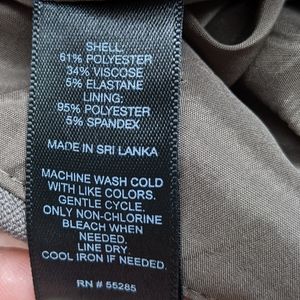 SHELL:
61% POLYESTER
34% VISCOSE
5% ELASTANE
LINING:
95% POLYESTER
5% SPANDEX
MADE IN SRI LANKA
MACHINE WASH COLD
WITH LIKE COLORS.
GENTLE CYCLE.
ONLY NON-CHLORINE
BLEACH WHEN
NEEDED.
LINE DRY.
COOL IRON IF NEEDED.
RN # 55285